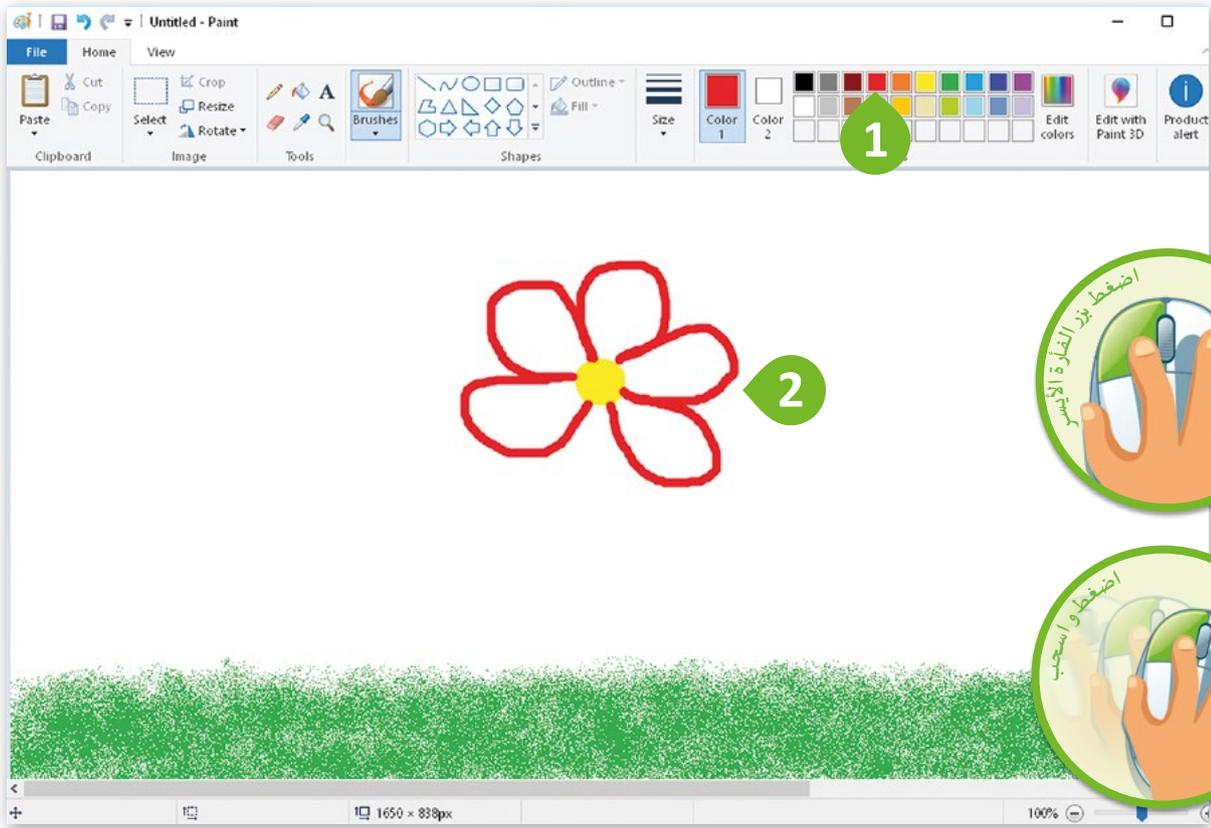 Untitled - Paint
File Home View
Paste
Cut
Copy
Select
Crop
Resize
Rotate
A
Brushes
Outline
Fill
Size
Color 1
Color 2
Edit colors
Edit with Paint 3D
Product alert
Clipboard
Image
Tools
Shapes
1
2
اضغط بزر الفأرة الأيسر
اضغط واسحب
1650 × 838px
100%